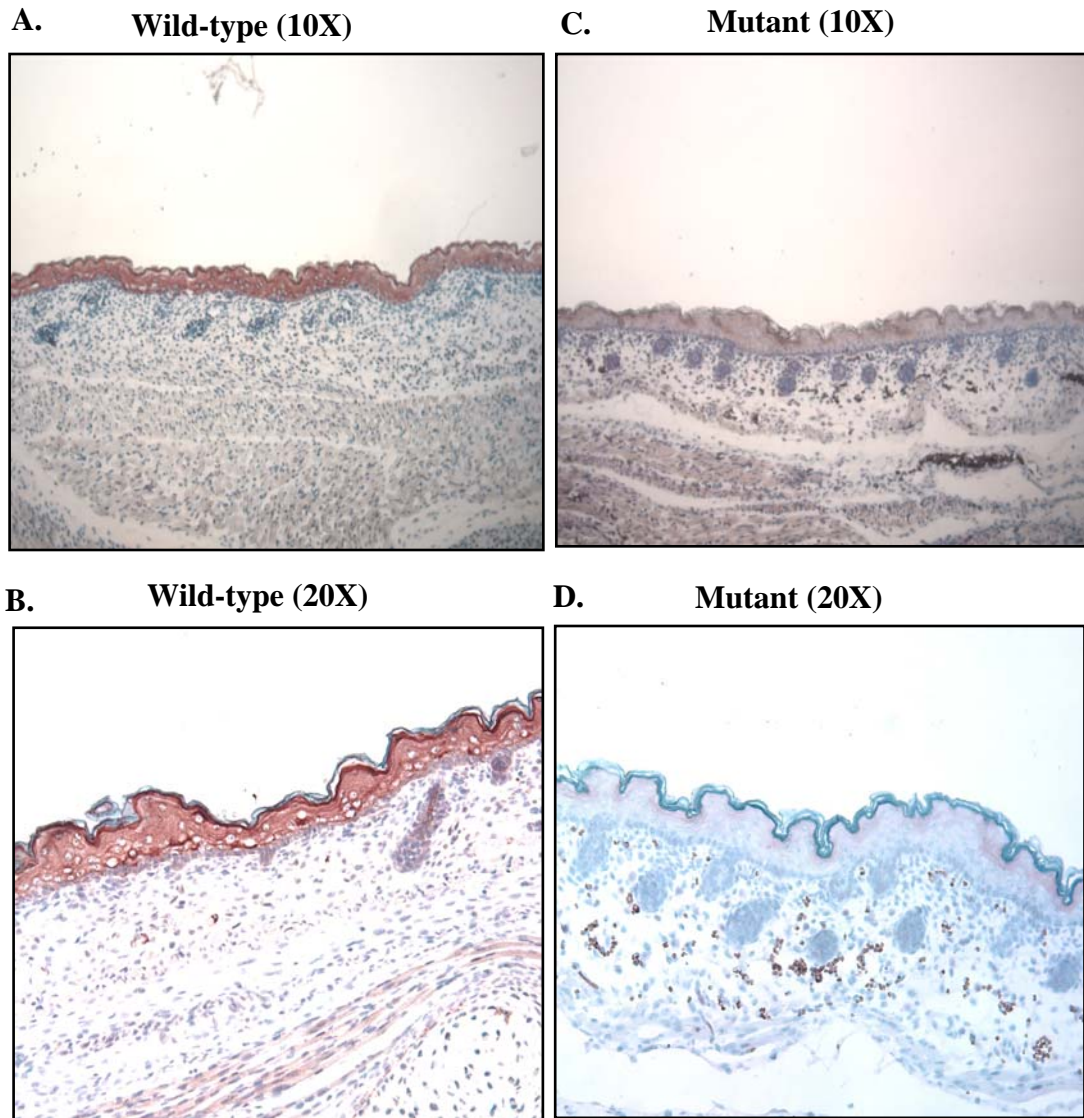 A.
Wild-type (10X)
C.
Mutant (10X)
B.
Wild-type (20X)
D.
Mutant (20X)